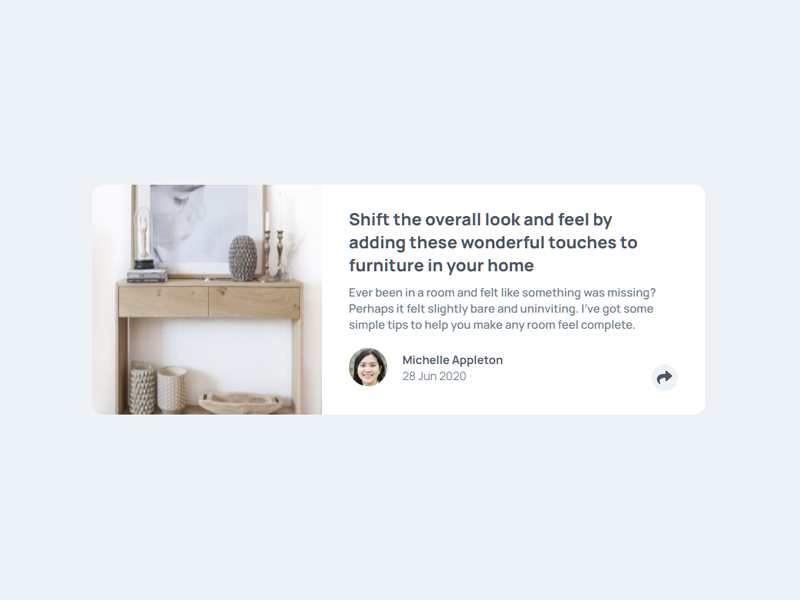 Shift the overall look and feel by
adding these wonderful touches to
furniture in your home
Ever been in a room and felt like something was missing?
Perhaps it felt slightly bare and uninviting. I've got some
simple tips to help you make any room feel complete.
Michelle Appleton
28 Jun 2020